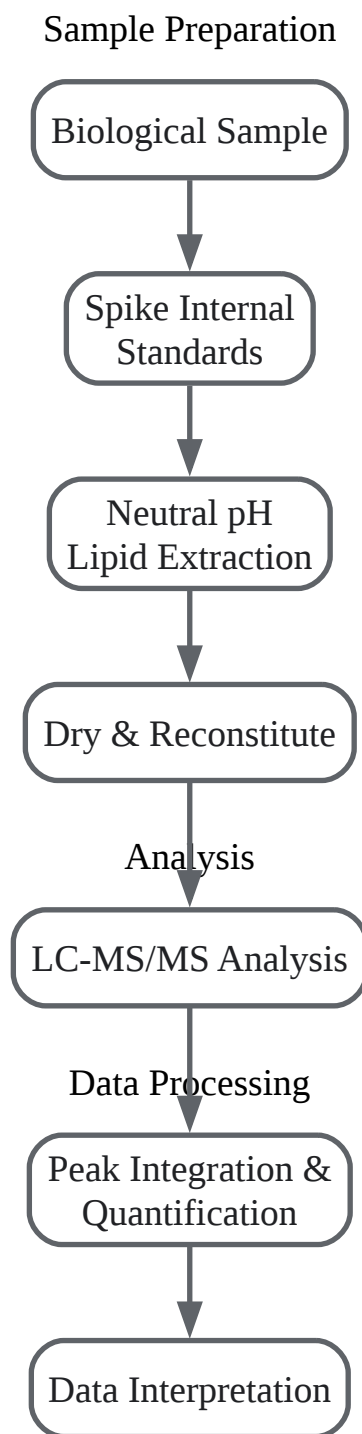 Sample Preparation
Biological Sample
Spike Internal
Standards
Neutral pH
Lipid Extraction
Dry & Reconstitute
Analysis
LC-MS/MS Analysis
Data Processing
Peak Integration &
Quantification
Data Interpretation